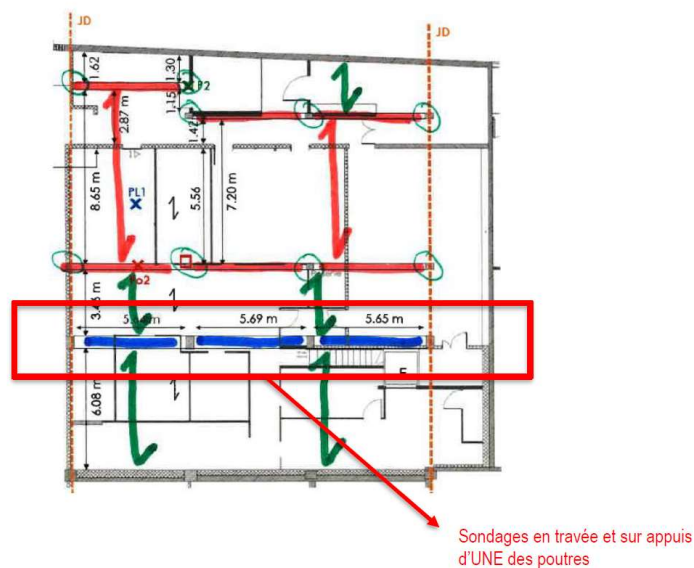 JD
JD
1.62
1.30
P2
1.15
2.87 m
1.42
PL1
8.65 m
5.56
7.20 m
Po2
5.69 m
5.65 m
6.08 m
Sondages en travée et sur appuis
d'UNE des poutres